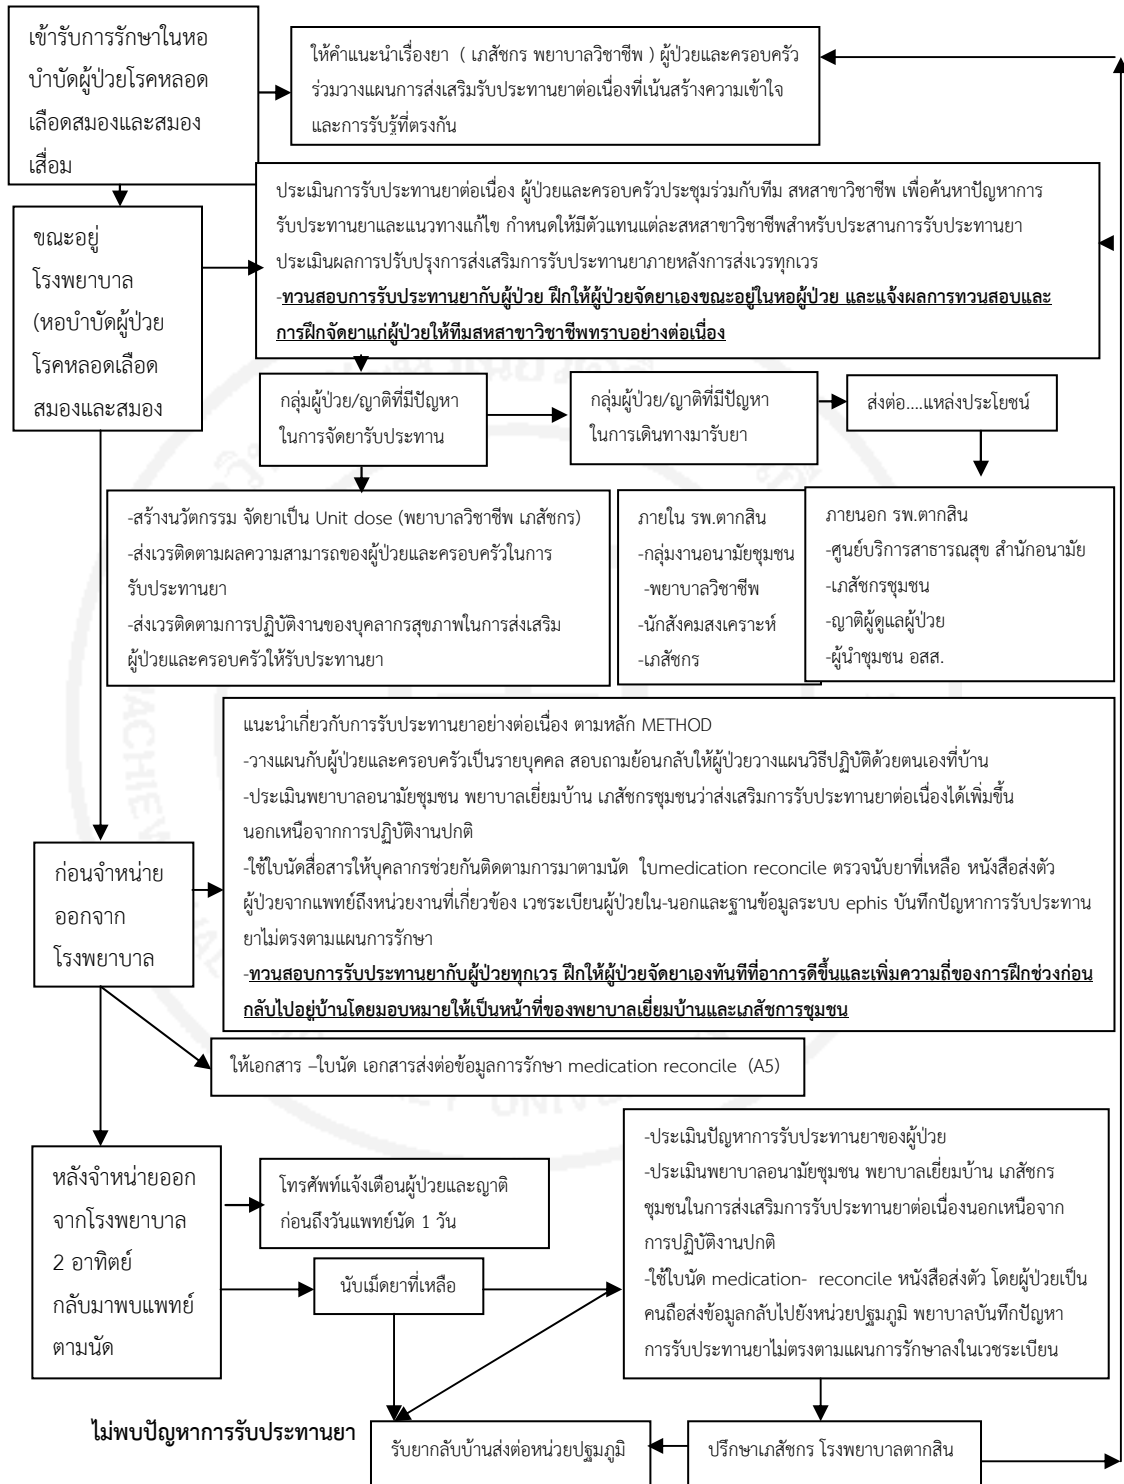 เข้ารับการรักษาในหอ
บำบัดผู้ป่วยโรคหลอด
เลือดสมองและสมอง
เสื่อม
ให้คำแนะนำเรื่องยา ( เภสัชกร พยาบาลวิชาชีพ ) ผู้ป่วยและครอบครัว
ร่วมวางแผนการส่งเสริมรับประทานยาต่อเนื่องที่เน้นสร้างความเข้าใจ
และการรับรู้ที่ตรงกัน
ขณะอยู่
โรงพยาบาล
(หอบำบัดผู้ป่วย
โรคหลอดเลือด
สมองและสมอง
ประเมินการรับประทานยาต่อเนื่อง ผู้ป่วยและครอบครัวประชุมร่วมกับทีม สหสาขาวิชาชีพ เพื่อค้นหาปัญหาการ
รับประทานยาและแนวทางแก้ไข กำหนดให้มีตัวแทนแต่ละสหสาขาวิชาชีพสำหรับประสานการรับประทานยา
ประเมินผลการปรับปรุงการส่งเสริมการรับประทานยาภายหลังการส่งเวรทุกเวร
-ทวนสอบการรับประทานยากับผู้ป่วย ฝึกให้ผู้ป่วยจัดยาเองขณะอยู่ในหอผู้ป่วย และแจ้งผลการทวนสอบและ
การฝึกจัดยาแก่ผู้ป่วยให้ทีมสหสาขาวิชาชีพทราบอย่างต่อเนื่อง
กลุ่มผู้ป่วย/ญาติที่มีปัญหา
ในการจัดยารับประทาน
กลุ่มผู้ป่วย/ญาติที่มีปัญหา
ในการเดินทางมารับยา
ส่งต่อ....แหล่งประโยชน์
-สร้างนวัตกรรม จัดยาเป็น Unit dose (พยาบาลวิชาชีพ เภสัชกร)
-ส่งเวรติดตามผลความสามารถของผู้ป่วยและครอบครัวในการ
รับประทานยา
-ส่งเวรติดตามการปฏิบัติงานของบุคลากรสุขภาพในการส่งเสริม
ผู้ป่วยและครอบครัวให้รับประทานยา
ภายใน รพ.ตากสิน
-กลุ่มงานอนามัยชุมชน
-พยาบาลวิชาชีพ
-นักสังคมสงเคราะห์
-เภสัชกร
ภายนอก รพ.ตากสิน
-ศูนย์บริการสาธารณสุข สำนักอนามัย
-เภสัชกรชุมชน
-ญาติผู้ดูแลผู้ป่วย
-ผู้นำชุมชน อสส.
ก่อนจำหน่าย
ออกจาก
โรงพยาบาล
แนะนำเกี่ยวกับการรับประทานยาอย่างต่อเนื่อง ตามหลัก METHOD
-วางแผนกับผู้ป่วยและครอบครัวเป็นรายบุคคล สอบถามย้อนกลับให้ผู้ป่วยวางแผนวิธีปฏิบัติด้วยตนเองที่บ้าน
-ประเมินพยาบาลอนามัยชุมชน พยาบาลเยี่ยมบ้าน เภสัชกรชุมชนว่าส่งเสริมการรับประทานยาต่อเนื่องได้เพิ่มขึ้น
นอกเหนือจากการปฏิบัติงานปกติ
-ใช้ใบนัดสื่อสารให้บุคลากรช่วยกันติดตามการมาตามนัด ใบmedication reconcile ตรวจนับยาที่เหลือ หนังสือส่งตัว
ผู้ป่วยจากแพทย์ถึงหน่วยงานที่เกี่ยวข้อง เวชระเบียนผู้ป่วยใน-นอกและฐานข้อมูลระบบ ephis บันทึกปัญหาการรับประทาน
ยาไม่ตรงตามแผนการรักษา
-ทวนสอบการรับประทานยากับผู้ป่วยทุกเวร ฝึกให้ผู้ป่วยจัดยาเองทันทีที่อาการดีขึ้นและเพิ่มความถี่ของการฝึกช่วงก่อน
กลับไปอยู่บ้านโดยมอบหมายให้เป็นหน้าที่ของพยาบาลเยี่ยมบ้านและเภสัชการชุมชน
ให้เอกสาร –ใบนัด เอกสารส่งต่อข้อมูลการรักษา medication reconcile (A5)
หลังจำหน่ายออก
จากโรงพยาบาล
2 อาทิตย์
กลับมาพบแพทย์
ตามนัด
โทรศัพท์แจ้งเตือนผู้ป่วยและญาติ
ก่อนถึงวันแพทย์นัด 1 วัน
นับเม็ดยาที่เหลือ
-ประเมินปัญหาการรับประทานยาของผู้ป่วย
-ประเมินพยาบาลอนามัยชุมชน พยาบาลเยี่ยมบ้าน เภสัชกร
ชุมชนในการส่งเสริมการรับประทานยาต่อเนื่องนอกเหนือจาก
การปฏิบัติงานปกติ
-ใช้ใบนัด medication- reconcile หนังสือส่งตัว โดยผู้ป่วยเป็น
คนถือส่งข้อมูลกลับไปยังหน่วยปฐมภูมิ พยาบาลบันทึกปัญหา
การรับประทานยาไม่ตรงตามแผนการรักษาลงในเวชระเบียน
ไม่พบปัญหาการรับประทานยา
รับยากลับบ้านส่งต่อหน่วยปฐมภูมิ
ปรึกษาเภสัชกร โรงพยาบาลตากสิน